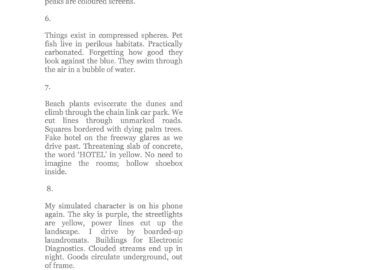 peaks are coloured screens.
6.
Things exist in compressed spheres. Pet
fish live in perilous habitats. Practically
carbonated. Forgetting how good they
look against the blue. They swim through
the air in a bubble of water.
7.
Beach plants eviscerate the dunes and
climb through the chain link car park. We
cut lines through unmarked roads.
Squares bordered with dying palm trees.
Fake hotel on the freeway glares as we
drive past. Threatening slab of concrete,
the word 'HOTEL' in yellow. No need to
imagine the rooms; hollow shoebox
inside.
8.
My simulated character is on his phone
again. The sky is purple, the streetlights
are yellow, power lines cut up the
landscape. I drive by boarded-up
laundromats. Buildings for Electronic
Diagnostics. Clouded streams end up in
night. Goods circulate underground, out
of frame.